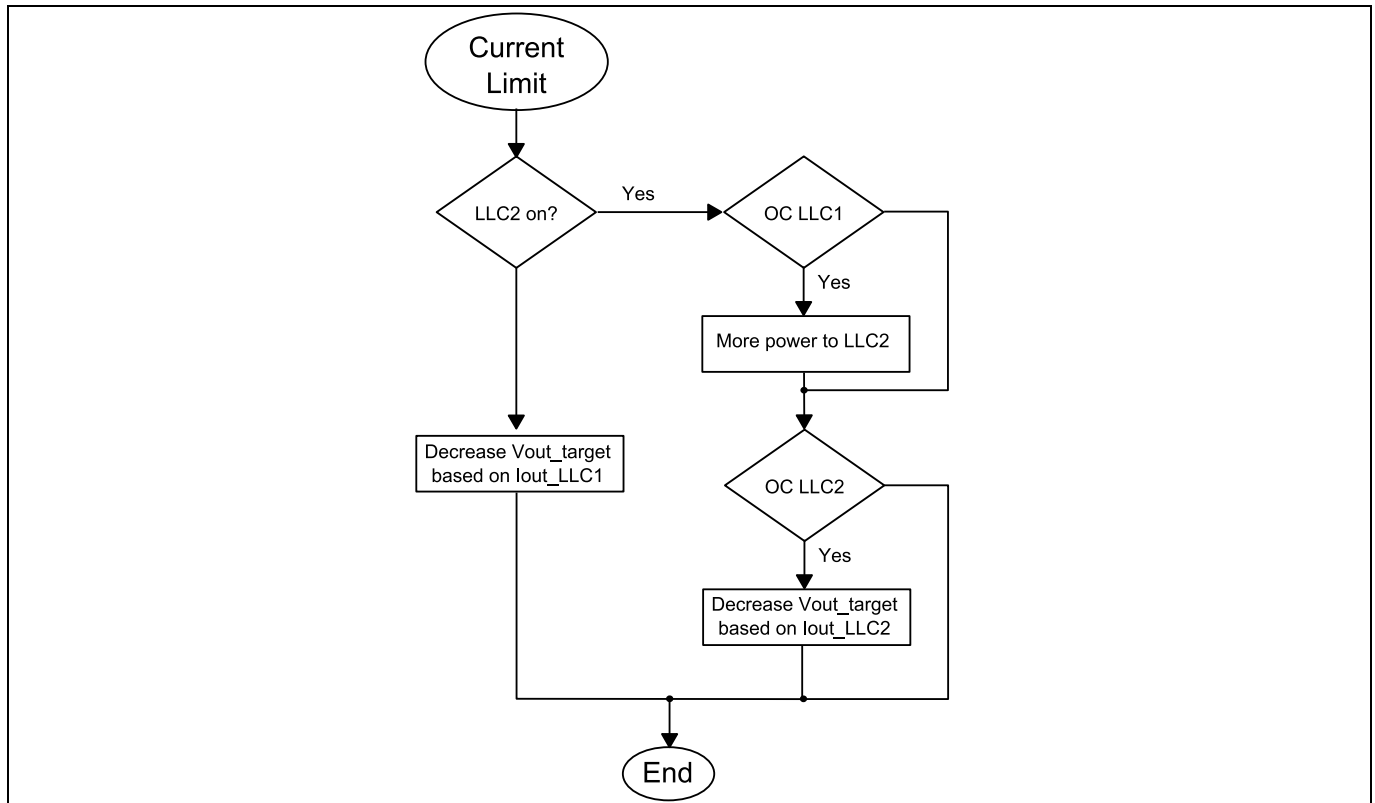 Current
Limit
LLC2 on?
Yes
OC LLC1
Yes
More power to LLC2
Decrease Vout_target
based on Iout_LLC1
OC LLC2
Yes
Decrease Vout_target
based on Iout_LLC2
End